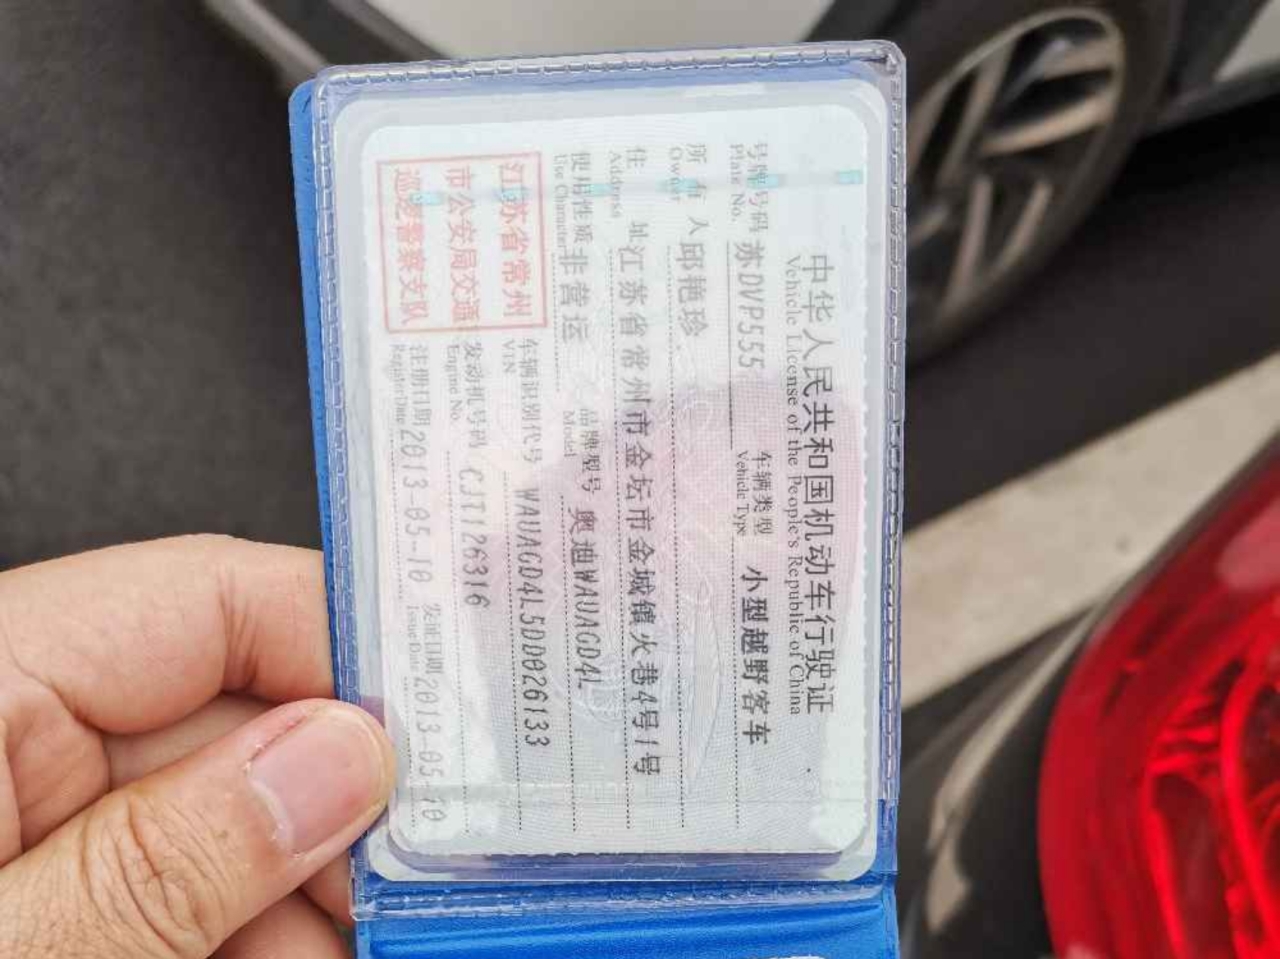 中华人民共和国机动车行驶证
Vehicle License of the People's Republic of China
号牌号码 苏DVP555 车辆类型 小型越野客车
Plate No. Vehicle Type
所有人 邱艳珍
Owner
住址 江苏省常州市金坛市金城镇火巷4号1号
Address
使用性质 非营运 品牌型号 奥迪WAUAGD4L
Use Character Model
江苏省常州
市公安局交通
巡逻警察支队
车辆识别代号 WAUAGD4L5DD026133
VIN
发动机号码 CJT126316
Engine No.
注册日期 2013-05-10 发证日期 2013-05-10
Register Date Issue Date